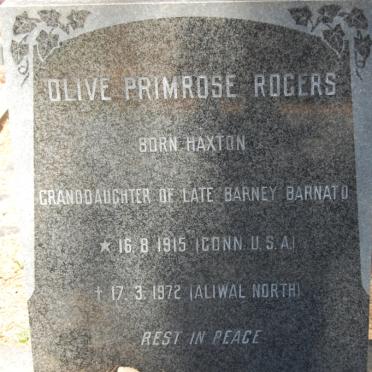 OLIVE PRIMROSE ROGERS
BORN HAXTON
GRANDDAUGHTER OF LATE BARNEY BARNATO
★ 16. 8. 1915 (CONN. U.S.A.)
† 17. 3. 1972 (ALIWAL NORTH)
REST IN PEACE